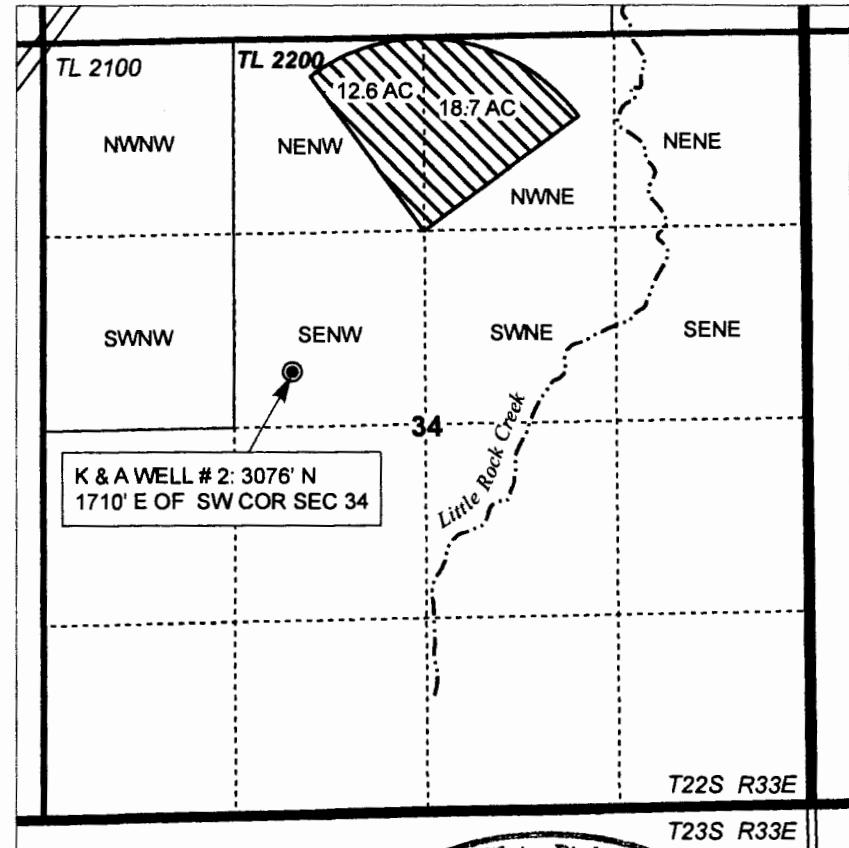 TL 2100
TL 2200
12.6 AC
18.7 AC
NWNW
NENW
NWNE
NENE
SWNW
SENW
SWNE
SENE
34
Little Rock Creek
K & A WELL # 2: 3076' N
1710' E OF SW COR SEC 34
T22S R33E
T23S R33E